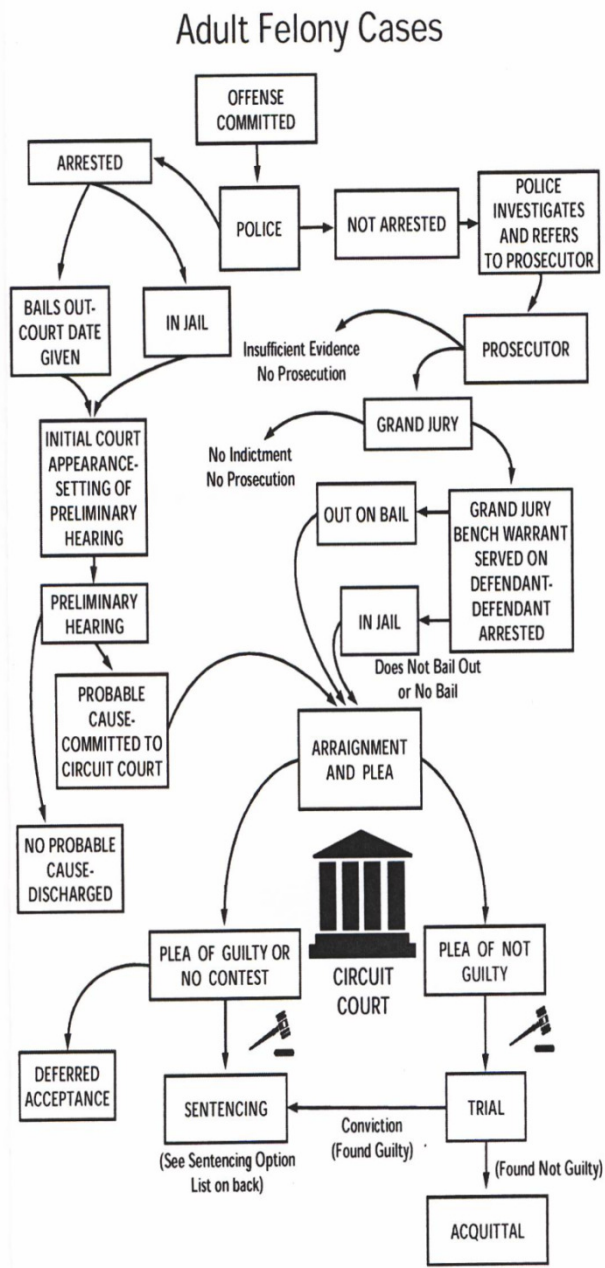 Adult Felony Cases
OFFENSE
COMMITTED
ARRESTED
POLICE
NOT ARRESTED
POLICE
INVESTIGATES
AND REFERS
TO PROSECUTOR
BAILS OUT-
COURT DATE
GIVEN
IN JAIL
Insufficient Evidence
No Prosecution
PROSECUTOR
GRAND JURY
No Indictment
No Prosecution
INITIAL COURT
APPEARANCE-
SETTING OF
PRELIMINARY
HEARING
OUT ON BAIL
GRAND JURY
BENCH WARRANT
SERVED ON
DEFENDANT-
DEFENDANT
ARRESTED
PRELIMINARY
HEARING
IN JAIL
Does Not Bail Out
or No Bail
PROBABLE
CAUSE-
COMMITTED TO
CIRCUIT COURT
ARRAIGNMENT
AND PLEA
NO PROBABLE
CAUSE-
DISCHARGED
PLEA OF GUILTY OR
NO CONTEST
CIRCUIT
COURT
PLEA OF NOT
GUILTY
DEFERRED
ACCEPTANCE
SENTENCING
(See Sentencing Option
List on back)
Conviction
(Found Guilty)
TRIAL
(Found Not Guilty)
ACQUITTAL